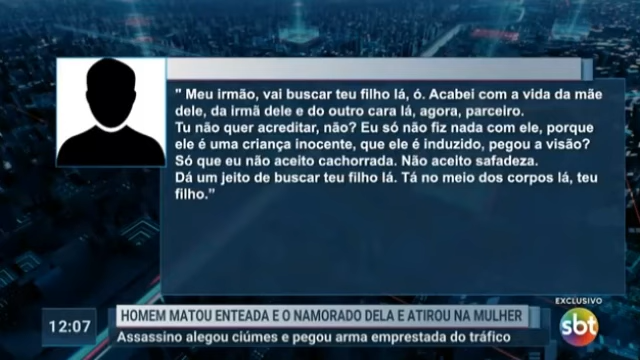 " Meu irmão, vai buscar teu filho lá, ó. Acabei com a vida da mãe
dele, da irmã dele e do outro cara lá, agora, parceiro.
Tu não quer acreditar, não? Eu só não fiz nada com ele, porque
ele é uma criança inocente, que ele é induzido, pegou a visão?
Só que eu não aceito cachorrada. Não aceito safadeza.
Dá um jeito de buscar teu filho lá. Tá no meio dos corpos lá, teu
filho.”
EXCLUSIVO
sbt
12:07
HOMEM MATOU ENTEADA E O NAMORADO DELA E ATIROU NA MULHER
Assassino alegou ciúmes e pegou arma emprestada do tráfico